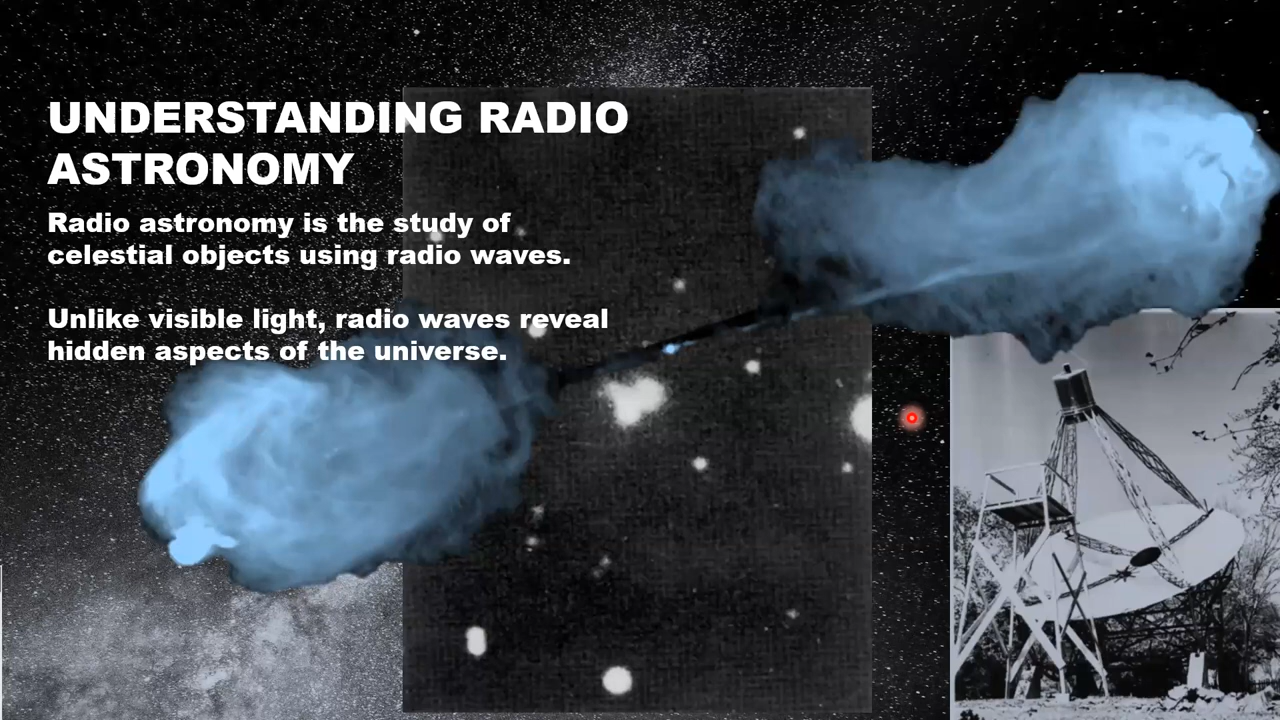 UNDERSTANDING RADIO
ASTRONOMY
Radio astronomy is the study of
celestial objects using radio waves.
Unlike visible light, radio waves reveal
hidden aspects of the universe.